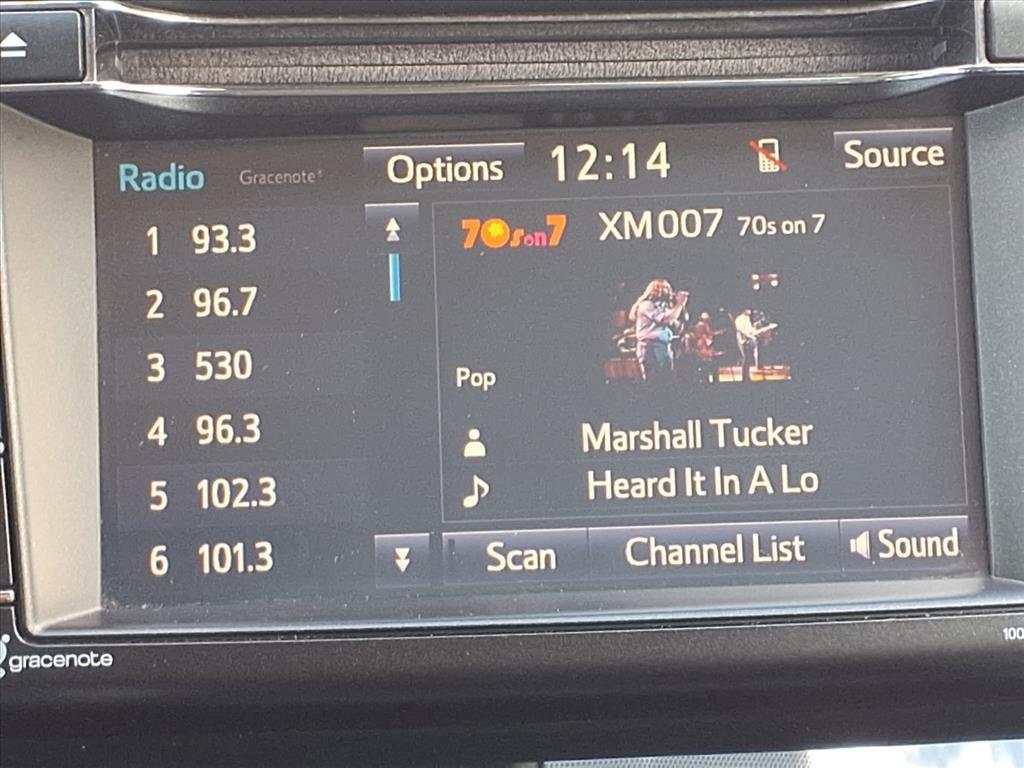 Radio Gracenote® Options 12:14 Source
1 93.3
2 96.7
3 530
4 96.3
5 102.3
6 101.3
70s on 7 XM007 70s on 7
Pop
Marshall Tucker
Heard It In A Lo
Scan Channel List Sound
gracenote
100